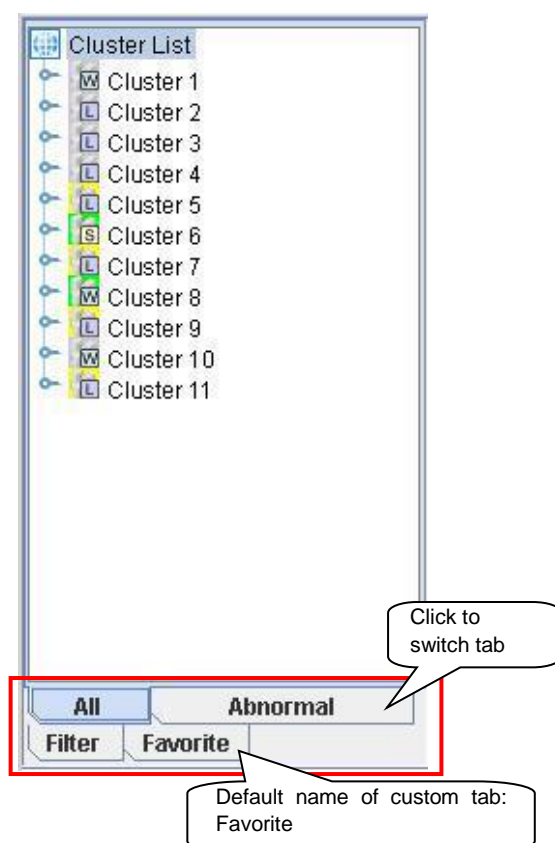 Cluster List
W Cluster 1
L Cluster 2
L Cluster 3
L Cluster 4
L Cluster 5
S Cluster 6
L Cluster 7
W Cluster 8
L Cluster 9
W Cluster 10
L Cluster 11
Click to
switch tab
All Abnormal
Filter Favorite
Default name of custom tab:
Favorite